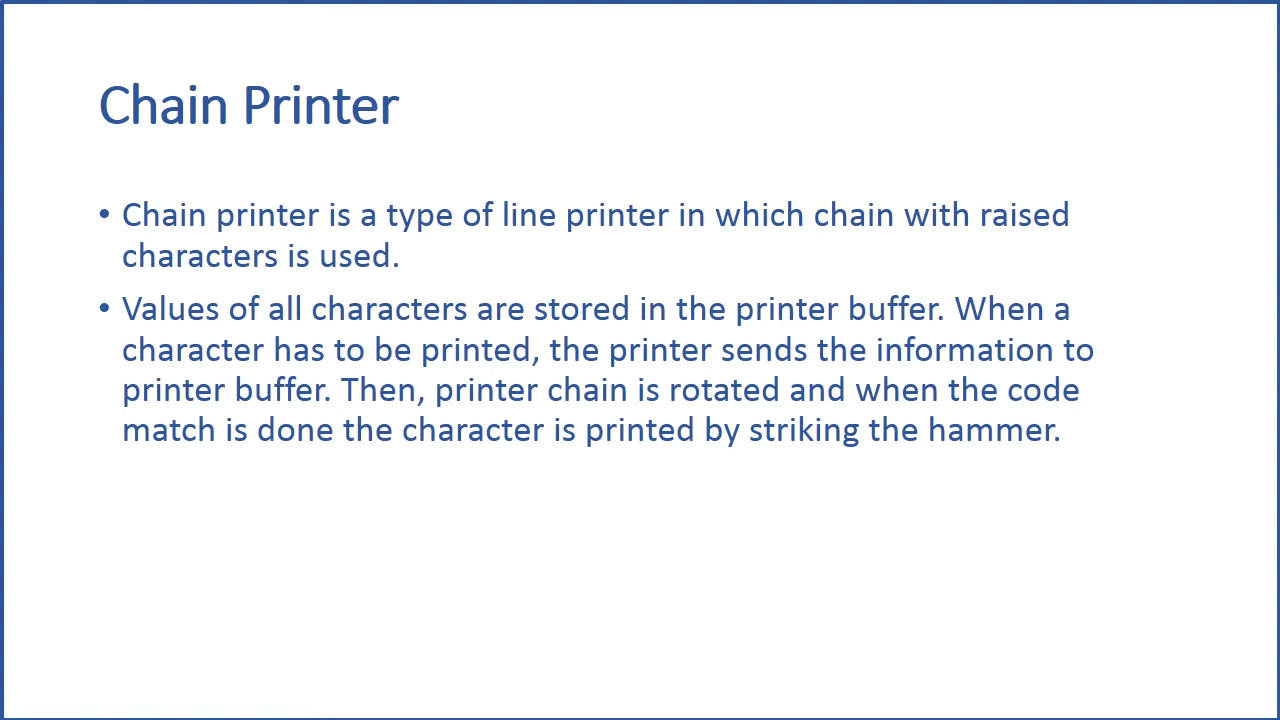 Chain Printer
• Chain printer is a type of line printer in which chain with raised
characters is used.
• Values of all characters are stored in the printer buffer. When a
character has to be printed, the printer sends the information to
printer buffer. Then, printer chain is rotated and when the code
match is done the character is printed by striking the hammer.